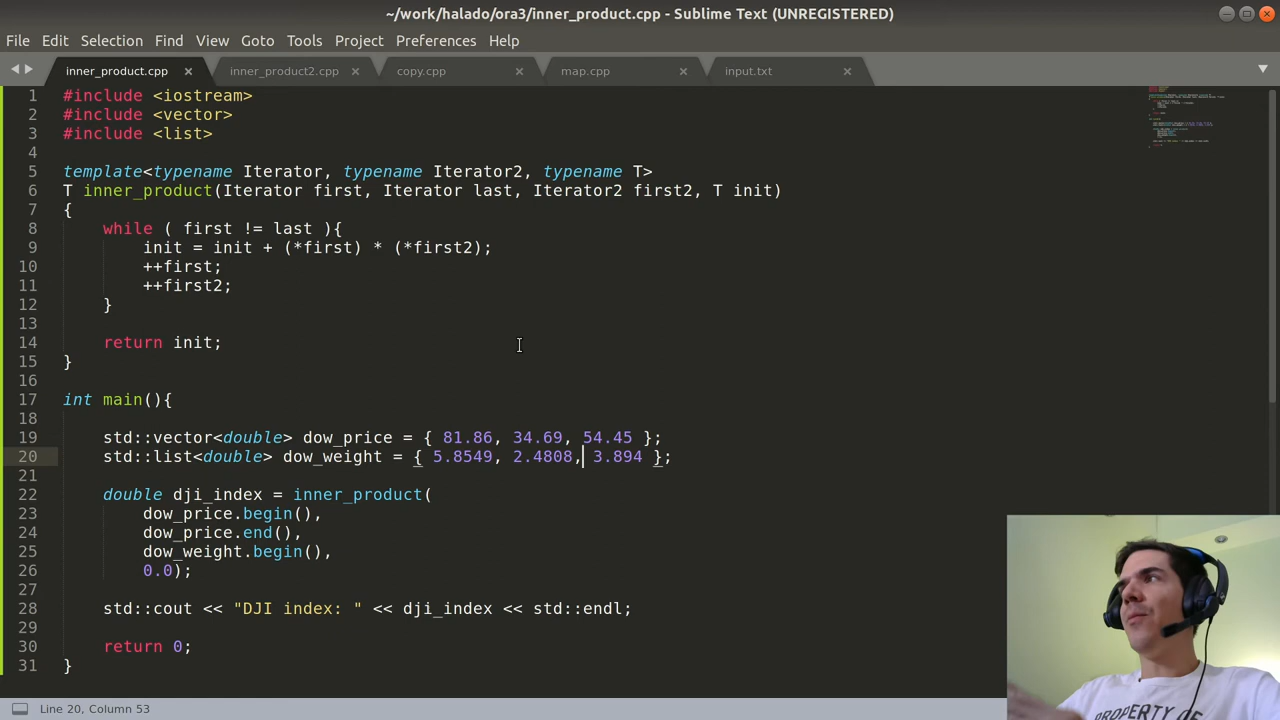 ~/work/halado/ora3/inner_product.cpp - Sublime Text (UNREGISTERED)
File Edit Selection Find View Goto Tools Project Preferences Help
inner_product.cpp inner_product2.cpp copy.cpp map.cpp input.txt
1 #include <iostream>
2 #include <vector>
3 #include <list>
4
5 template<typename Iterator, typename Iterator2, typename T>
6 T inner_product(Iterator first, Iterator last, Iterator2 first2, T init)
7 {
8 while ( first != last ){
9 init = init + (*first) * (*first2);
10 ++first;
11 ++first2;
12 }
13
14 return init;
15 }
16
17 int main(){
18
19 std::vector<double> dow_price = { 81.86, 34.69, 54.45 };
20 std::list<double> dow_weight = { 5.8549, 2.4808, 3.894 };
21
22 double dji_index = inner_product(
23 dow_price.begin(),
24 dow_price.end(),
25 dow_weight.begin(),
26 0.0);
27
28 std::cout << "DJI index: " << dji_index << std::endl;
29
30 return 0;
31 }
PROPERTY OF
Line 20, Column 53